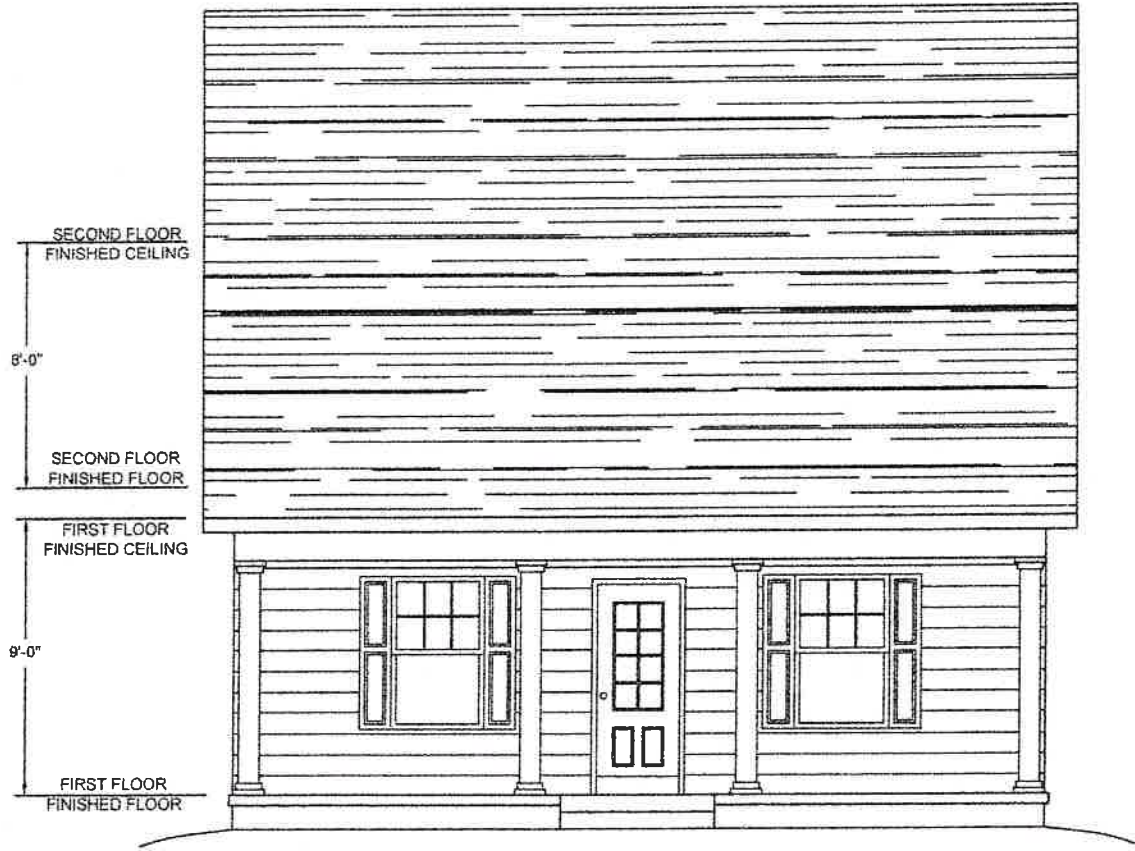 SECOND FLOOR
FINISHED CEILING
8'-0"
SECOND FLOOR
FINISHED FLOOR
FIRST FLOOR
FINISHED CEILING
9'-0"
FIRST FLOOR
FINISHED FLOOR